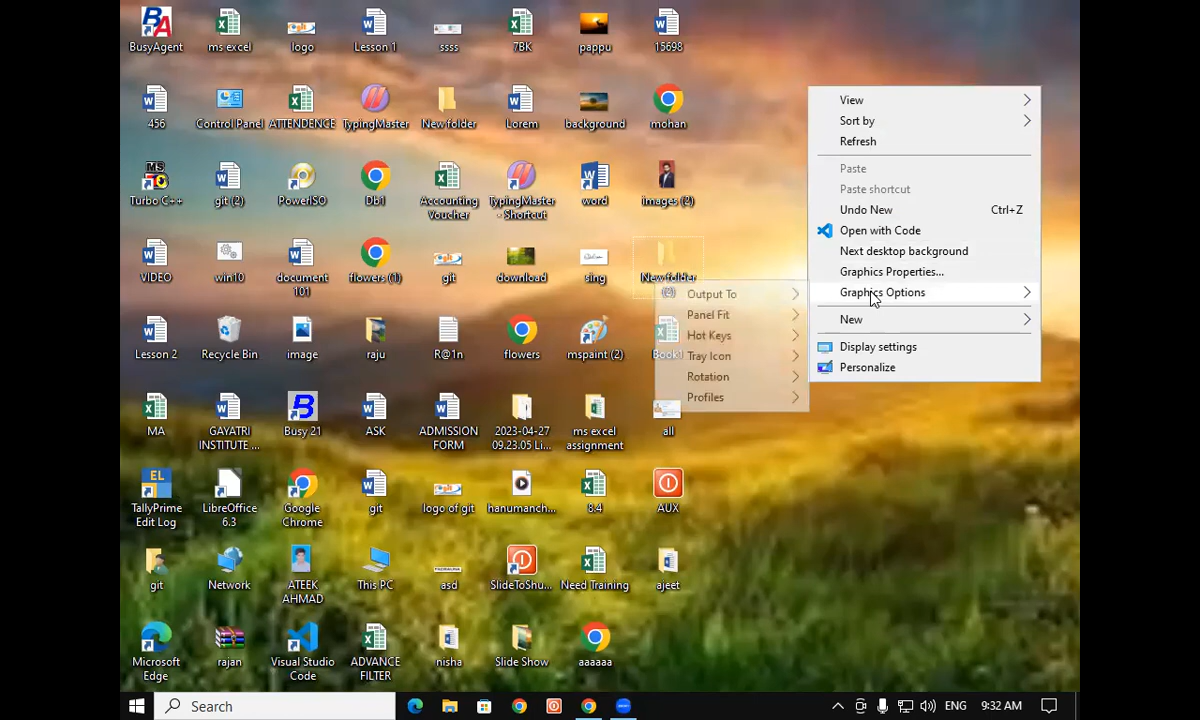 BusyAgent
ms excel
logo
Lesson 1
ssss
7BK
pappu
15698
456
Control Panel
ATTENDENCE
TypingMaster
New folder
Lorem
background
mohan
MS
Turbo C++
git (2)
PowerISO
Db1
Accounting
Voucher
TypingMaster
- Shortcut
word
images (2)
VIDEO
win10
document
101
flowers (1)
git
download
sing
New folder
(2)
Lesson 2
Recycle Bin
image
raju
R@1n
flowers
mspaint (2)
Book1
MA
GAYATRI
INSTITUTE ...
Busy 21
ASK
ADMISSION
FORM
2023-04-27
09.23.05 Li...
ms excel
assignment
all
EL
TallyPrime
Edit Log
LibreOffice
6.3
Google
Chrome
git
logo of git
hanumanch...
8.4
AUX
git
Network
ATEEK
AHMAD
This PC
asd
SlideToShu...
Need Training
ajeet
Microsoft
Edge
rajan
Visual Studio
Code
ADVANCE
FILTER
nisha
Slide Show
aaaaaa
View
Sort by
Refresh
Paste
Paste shortcut
Undo New Ctrl+Z
Open with Code
Next desktop background
Graphics Properties...
Graphics Options
New
Display settings
Personalize
Output To
Panel Fit
Hot Keys
Tray Icon
Rotation
Profiles
Search
ENG
9:32 AM